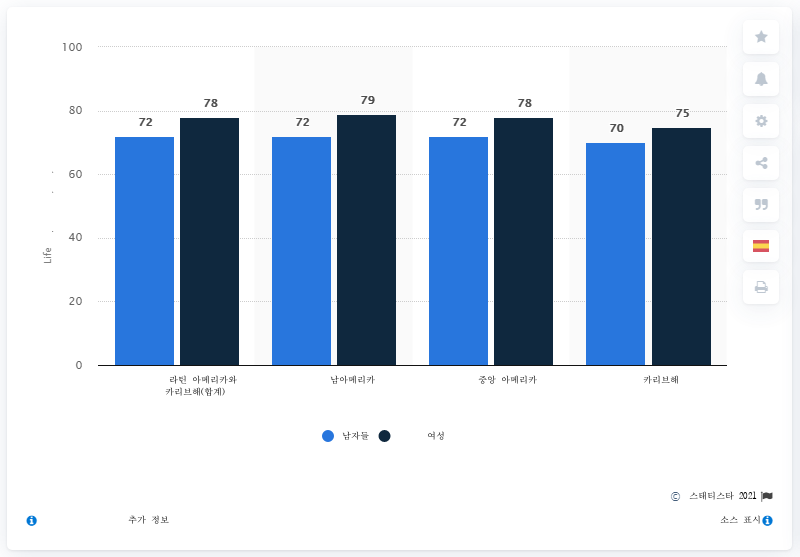 100
80
60
40
20
0
Life
72
78
72
79
72
78
70
75
라틴 아메리카와
카리브해(합계)
남아메리카
중앙 아메리카
카리브해
남자들
여성
© 스태티스타 2021
추가 정보
소스 표시